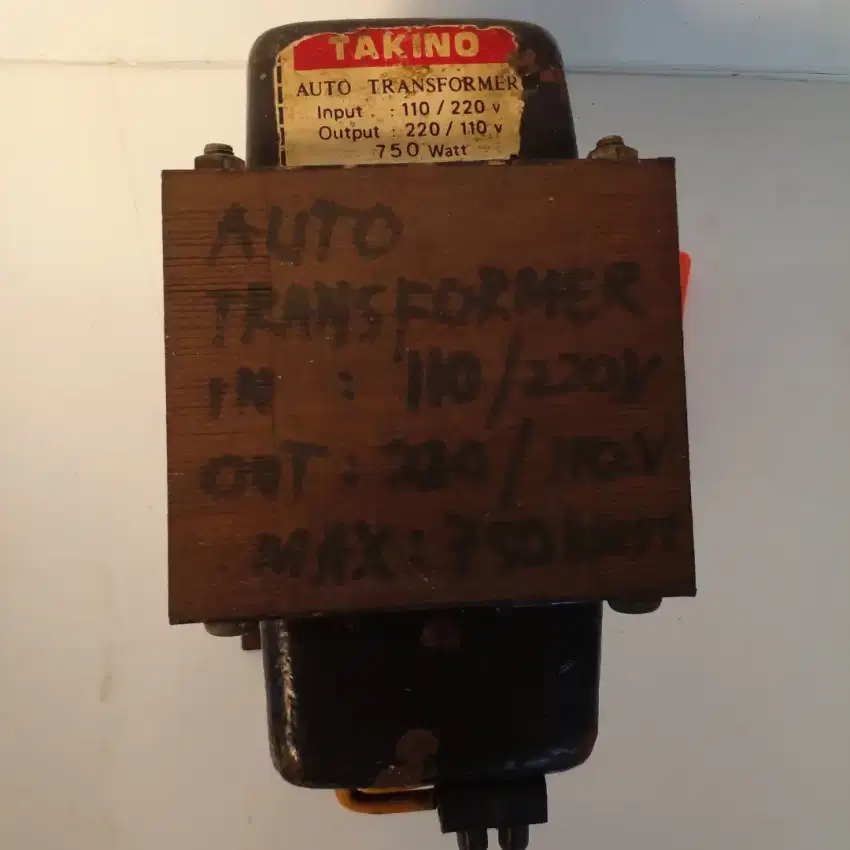 TAKINO
AUTO TRANSFORMER
Input : 110 / 220 v
Output : 220 / 110 v
750 Watt
AUTO
TRANSFORMER
IN : 110/220V
OUT : 220/110V
MAX : 750 Watt